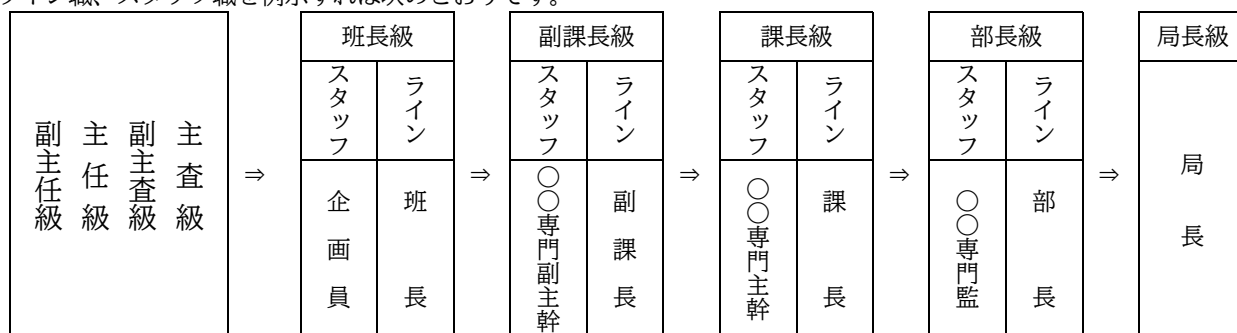 ライン職、スタッフ職を例示すれば次のとおりです。
副主任級
主任級
副主査級
主査級
⇒
班長級
スタッフ
ライン
企画員
班長
⇒
副課長級
スタッフ
ライン
○○専門副主幹
副課長
⇒
課長級
スタッフ
ライン
○○専門主幹
課長
⇒
部長級
スタッフ
ライン
○○専門監
部長
⇒
局長級
局長